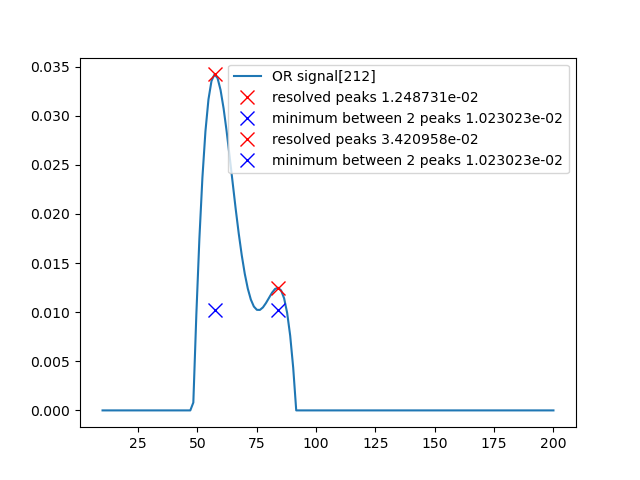 0.035
0.030
0.025
0.020
0.015
0.010
0.005
0.000
OR signal[212]
resolved peaks 1.248731e-02
minimum between 2 peaks 1.023023e-02
resolved peaks 3.420958e-02
minimum between 2 peaks 1.023023e-02
25 50 75 100 125 150 175 200